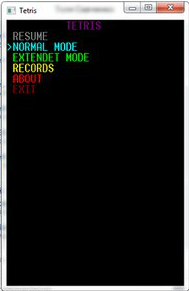 Tetris
TETRIS
RESUME
>NORMAL MODE
EXTENDET MODE
RECORDS
ABOUT
EXIT